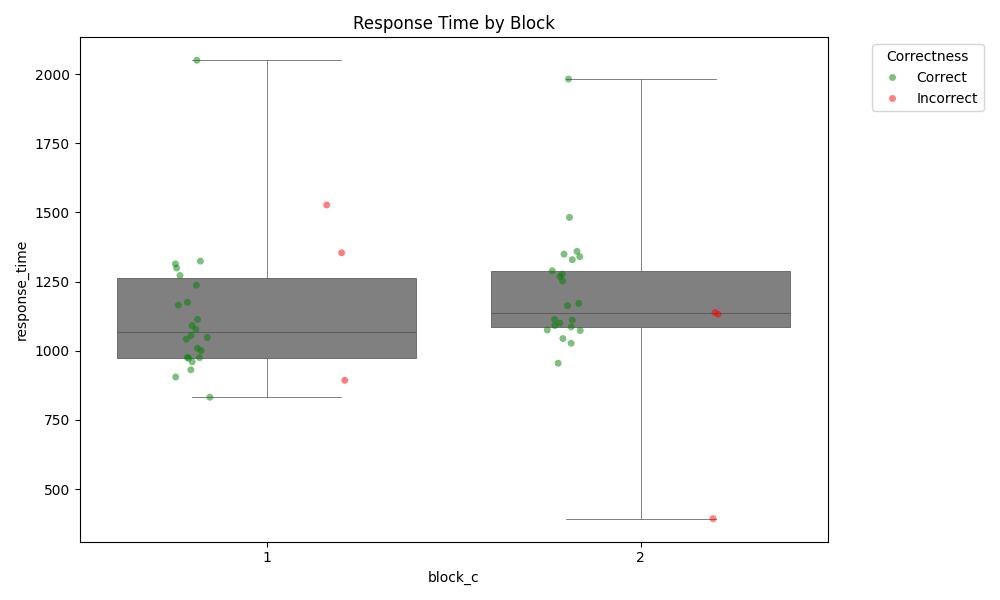 Response Time by Block
Correctness
Correct
Incorrect
response_time
2000
1750
1500
1250
1000
750
500
1
2
block_c